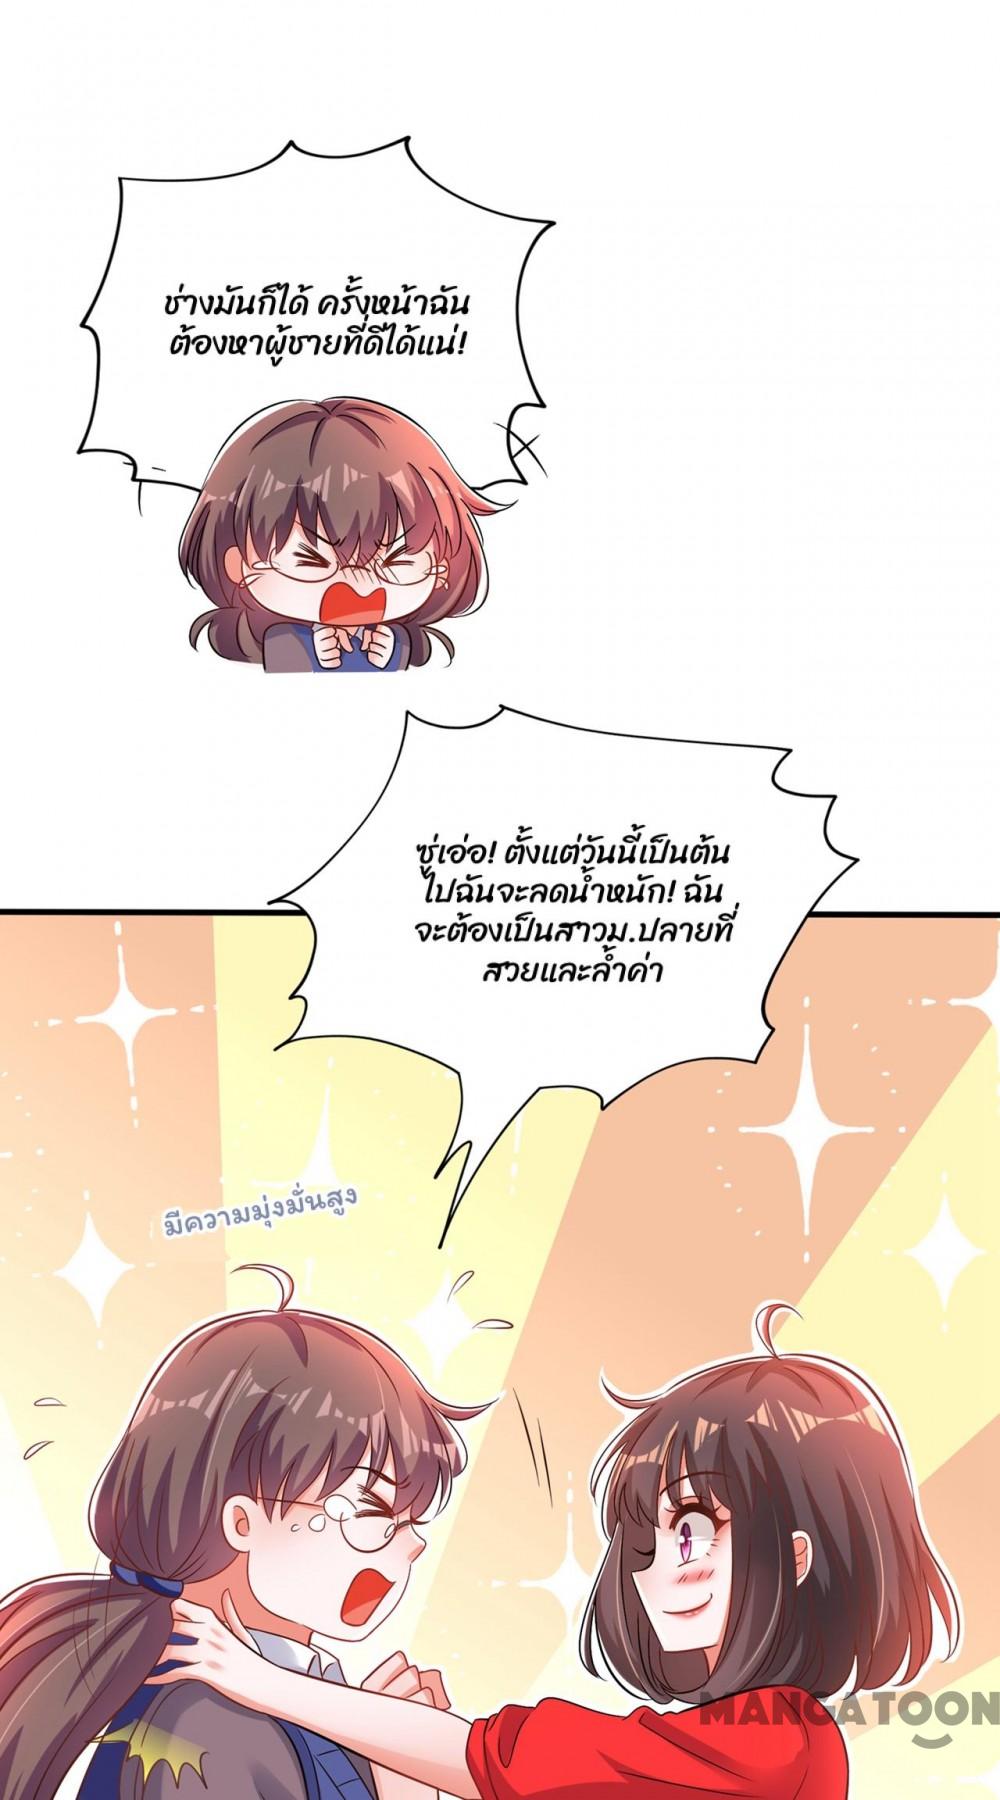 ช่างมันก็ได้ ครั้งหน้าฉัน
ต้องหาผู้ชายที่ดีได้แน่!
ซู่เอ่อ! ตั้งแต่วันนี้เป็นต้น
ไปฉันจะลดน้ำหนัก! ฉัน
จะต้องเป็นสาวม.ปลายที่
สวยและล้ำค่า
มีความมุ่งมั่นสูง
MANGATOON